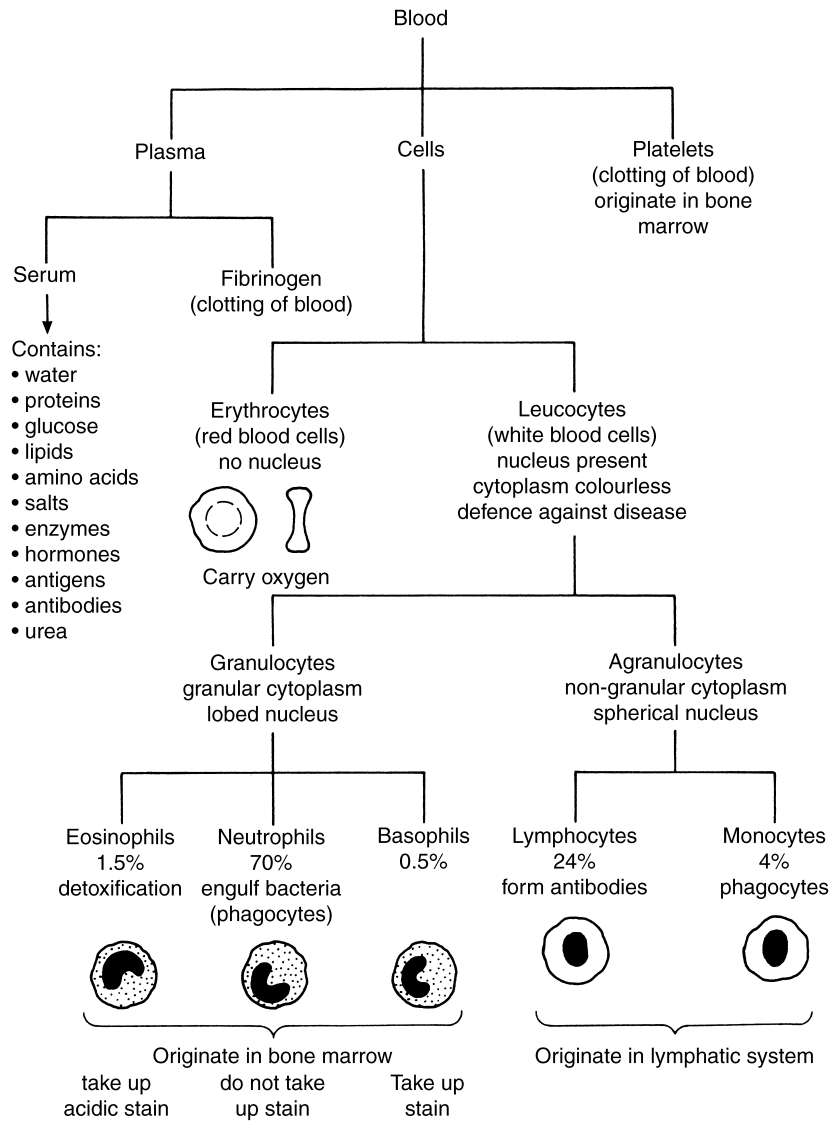 Blood
Plasma
Cells
Platelets
(clotting of blood)
originate in bone
marrow
Serum
Fibrinogen
(clotting of blood)
Contains:
• water
• proteins
• glucose
• lipids
• amino acids
• salts
• enzymes
• hormones
• antigens
• antibodies
• urea
Erythrocytes
(red blood cells)
no nucleus
Carry oxygen
Leucocytes
(white blood cells)
nucleus present
cytoplasm colourless
defence against disease
Granulocytes
granular cytoplasm
lobed nucleus
Agranulocytes
non-granular cytoplasm
spherical nucleus
Eosinophils
1.5%
detoxification
Neutrophils
70%
engulf bacteria
(phagocytes)
Basophils
0.5%
Lymphocytes
24%
form antibodies
Monocytes
4%
phagocytes
Originate in bone marrow
take up
acidic stain
do not take
up stain
Take up
stain
Originate in lymphatic system